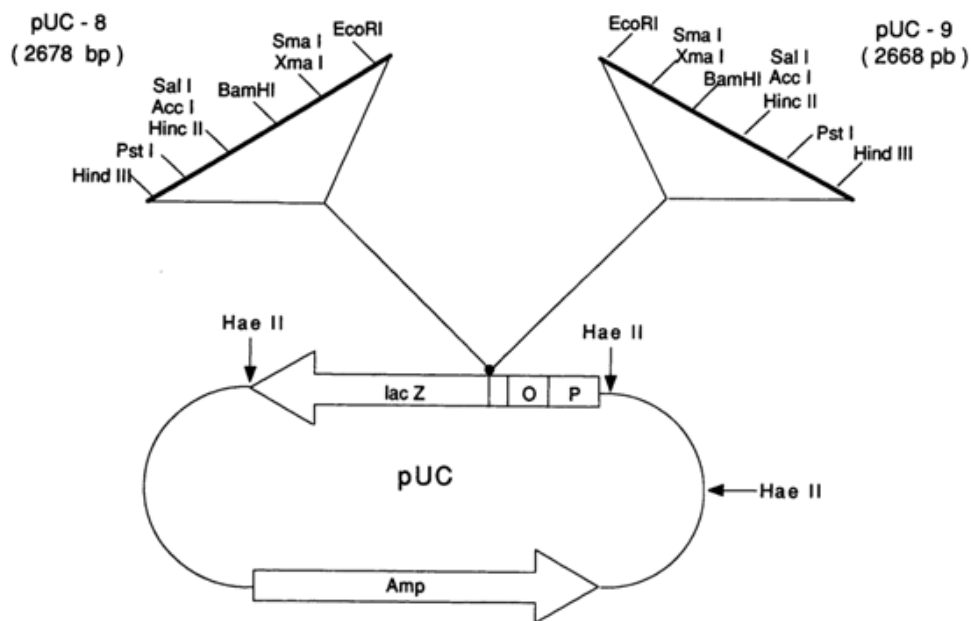 pUC - 8
( 2678 bp )
EcoRI
Sma I
Xma I
BamHI
Sal I
Acc I
Hinc II
Pst I
Hind III
pUC - 9
( 2668 pb )
EcoRI
Sma I
Xma I
BamHI
Sal I
Acc I
Hinc II
Pst I
Hind III
Hae II
Hae II
lac Z
O
P
pUC
Hae II
Amp